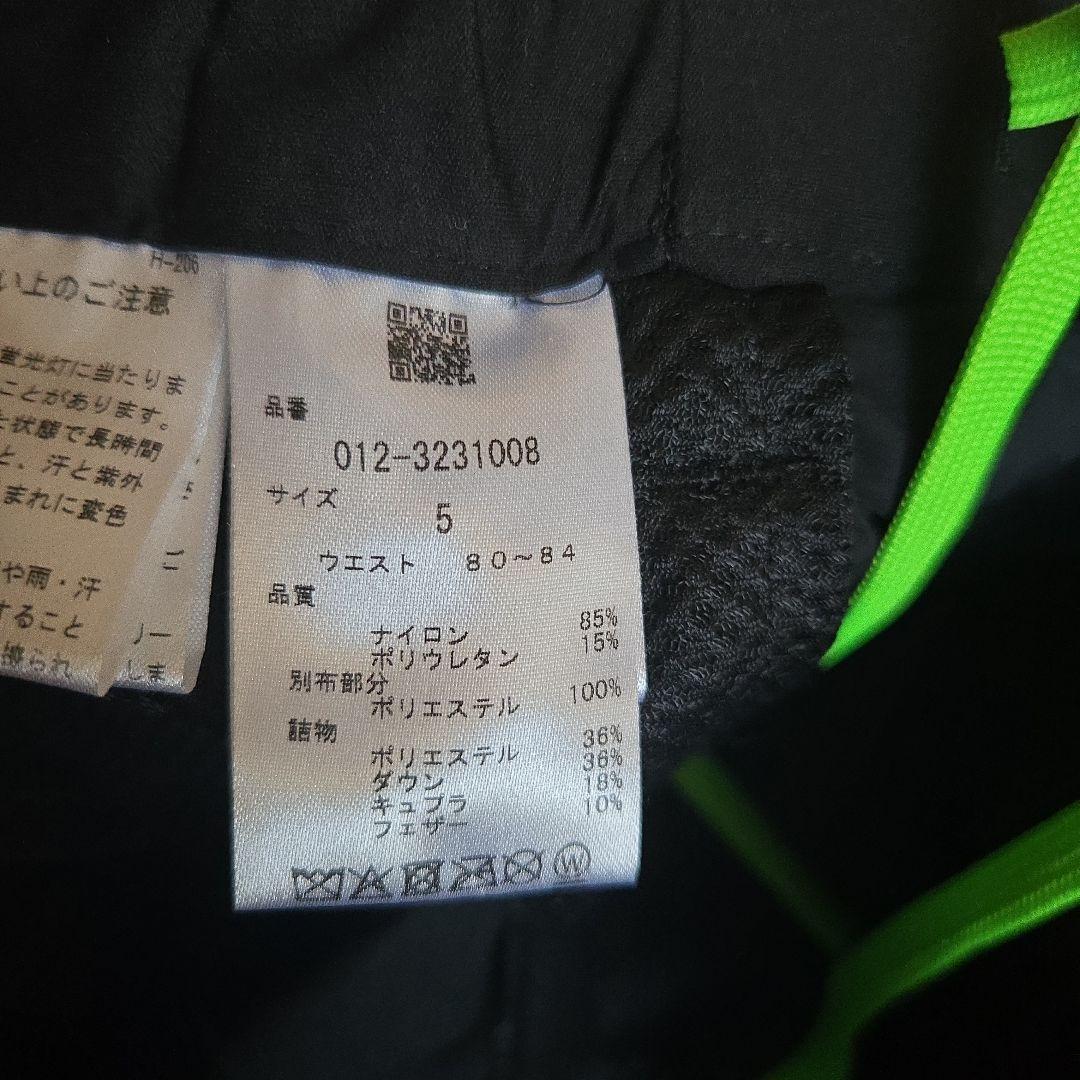 H-206
い上のご注意
蛍光灯に当たりま
ことがあります。
た状態で長時間
と、汗と紫外
まれに変色
や雨・汗
すること
擦られ
ご
リー
しま
品番
012-3231008
サイズ
5
ウエスト 80~84
品質
ナイロン 85%
ポリウレタン 15%
別布部分
ポリエステル 100%
詰物
ポリエステル 36%
ダウン 36%
キュプラ 18%
フェザー 10%
W